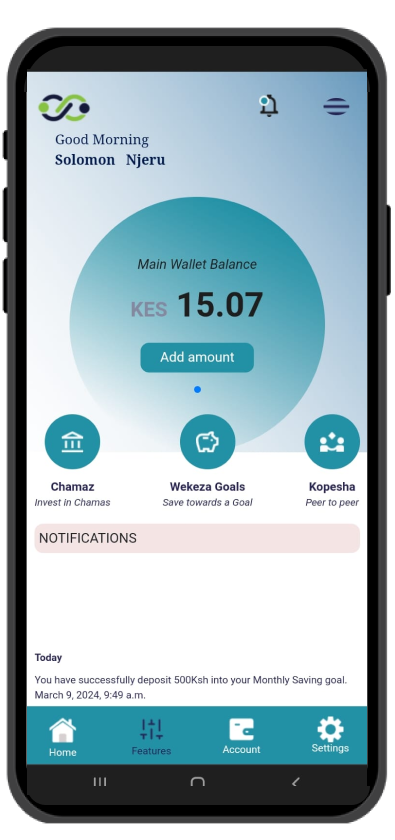 Good Morning
Solomon Njeru
Main Wallet Balance
KES 15.07
Add amount
Chamaz
Invest in Chamas
Wekeza Goals
Save towards a Goal
Kopesha
Peer to peer
NOTIFICATIONS
Today
You have successfully deposit 500Ksh into your Monthly Saving goal.
March 9, 2024, 9:49 a.m.
Home
Features
Account
Settings